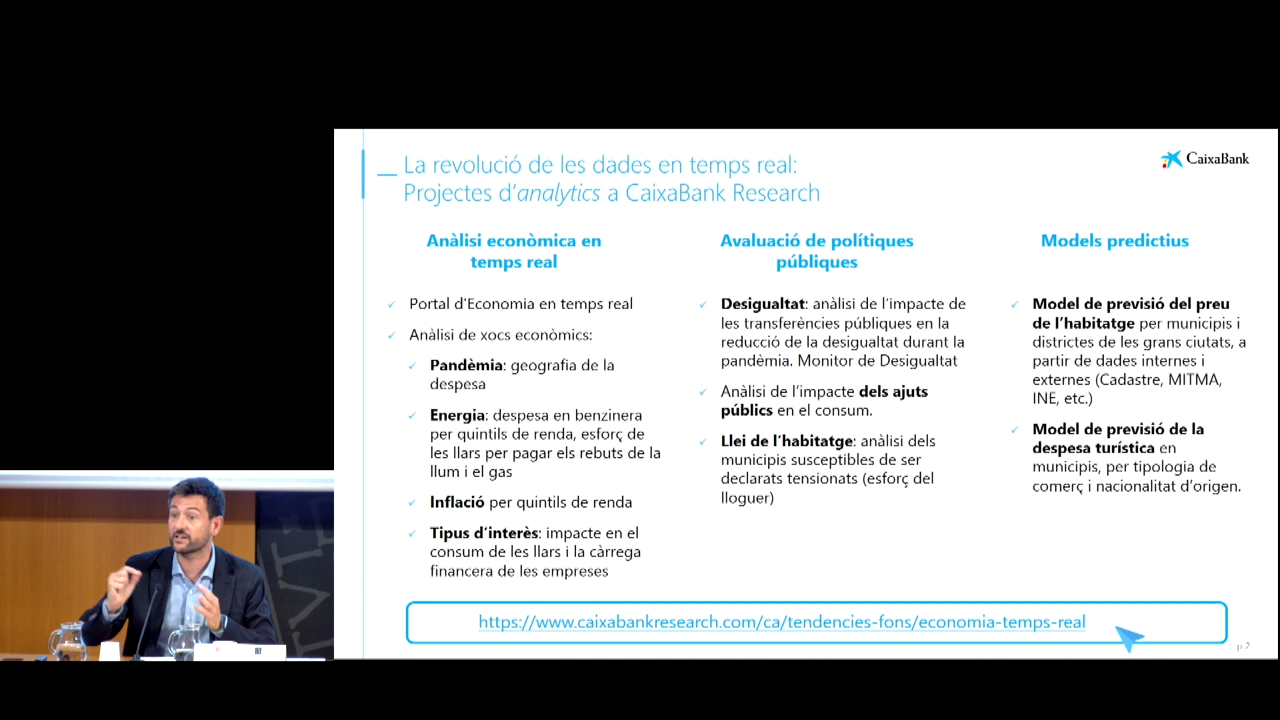 La revolució de les dades en temps real:
Projectes d'analytics a CaixaBank Research
CaixaBank
Anàlisi econòmica en
temps real
Portal d'Economia en temps real
Anàlisi de xocs econòmics:
Pandèmia: geografia de la
despesa
Energia: despesa en benzinera
per quintils de renda, esforç de
les llars per pagar els rebuts de la
llum i el gas
Inflació per quintils de renda
Tipus d'interès: impacte en el
consum de les llars i la càrrega
financera de les empreses
Avaluació de polítiques
públiques
Desigualtat: anàlisi de l'impacte de
les transferències públiques en la
reducció de la desigualtat durant la
pandèmia. Monitor de Desigualtat
Anàlisi de l'impacte dels ajuts
públics en el consum.
Llei de l'habitatge: anàlisi dels
municipis susceptibles de ser
declarats tensionats (esforç del
lloguer)
Models predictius
Model de previsió del preu
de l'habitatge per municipis i
districtes de les grans ciutats, a
partir de dades internes i
externes (Cadastre, MITMA,
INE, etc.)
Model de previsió de la
despesa turística en
municipis, per tipologia de
comerç i nacionalitat d'origen.
https://www.caixabankresearch.com/ca/tendencies-fons/economia-temps-real